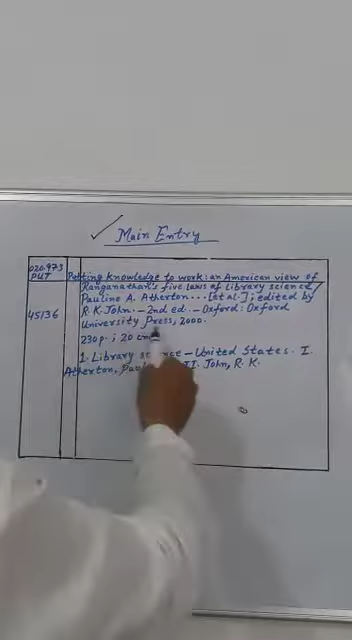 Main Entry
020.973
PUT
Putting knowledge to work: an American view of
Ranganathan's five laws of library science/
Pauline A. Atherton... [et al.]; edited by
R.K. John. - 2nd ed. - Oxford: Oxford
45136
University Press, 2000.
230p. ; 20 cm
1. Library science - United States. I.
Atherton, II. John, R.K.